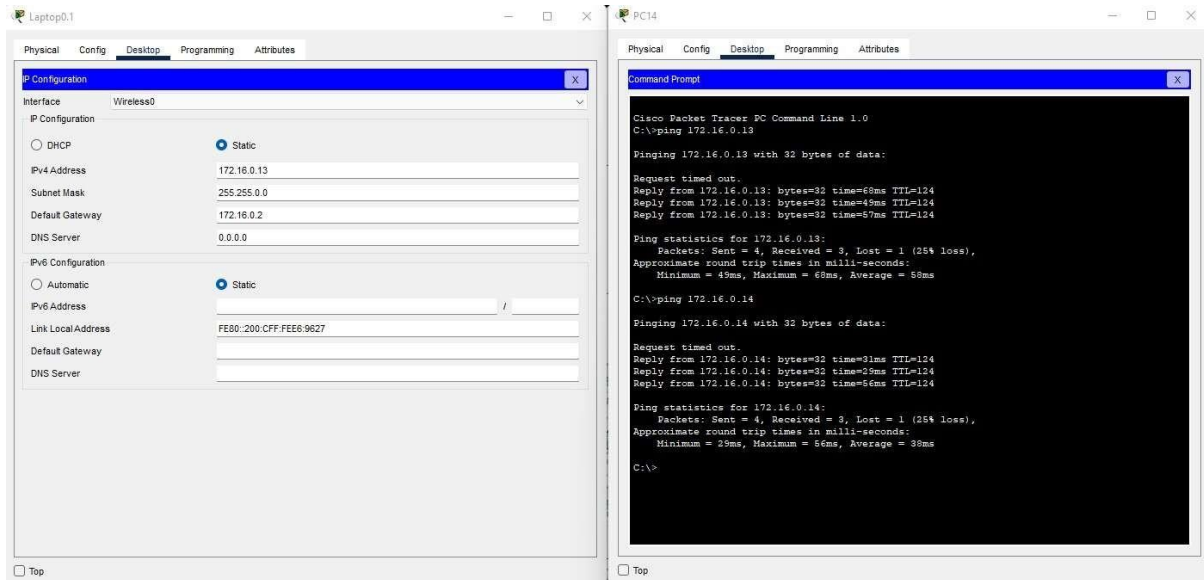 Laptop0.1
Physical Config Desktop Programming Attributes
IP Configuration X
Interface Wireless0
IP Configuration
DHCP Static
IPv4 Address 172.16.0.13
Subnet Mask 255.255.0.0
Default Gateway 172.16.0.2
DNS Server 0.0.0.0
IPv6 Configuration
Automatic Static
IPv6 Address /
Link Local Address FE80::200:CFF:FEE6:9627
Default Gateway
DNS Server
Top
PC14
Physical Config Desktop Programming Attributes
Command Prompt X
Cisco Packet Tracer PC Command Line 1.0
C:\>ping 172.16.0.13
Pinging 172.16.0.13 with 32 bytes of data:
Request timed out.
Reply from 172.16.0.13: bytes=32 time=68ms TTL=124
Reply from 172.16.0.13: bytes=32 time=49ms TTL=124
Reply from 172.16.0.13: bytes=32 time=57ms TTL=124
Ping statistics for 172.16.0.13:
Packets: Sent = 4, Received = 3, Lost = 1 (25% loss),
Approximate round trip times in milli-seconds:
Minimum = 49ms, Maximum = 68ms, Average = 58ms
C:\>ping 172.16.0.14
Pinging 172.16.0.14 with 32 bytes of data:
Request timed out.
Reply from 172.16.0.14: bytes=32 time=31ms TTL=124
Reply from 172.16.0.14: bytes=32 time=29ms TTL=124
Reply from 172.16.0.14: bytes=32 time=56ms TTL=124
Ping statistics for 172.16.0.14:
Packets: Sent = 4, Received = 3, Lost = 1 (25% loss),
Approximate round trip times in milli-seconds:
Minimum = 29ms, Maximum = 56ms, Average = 38ms
C:\>
Top